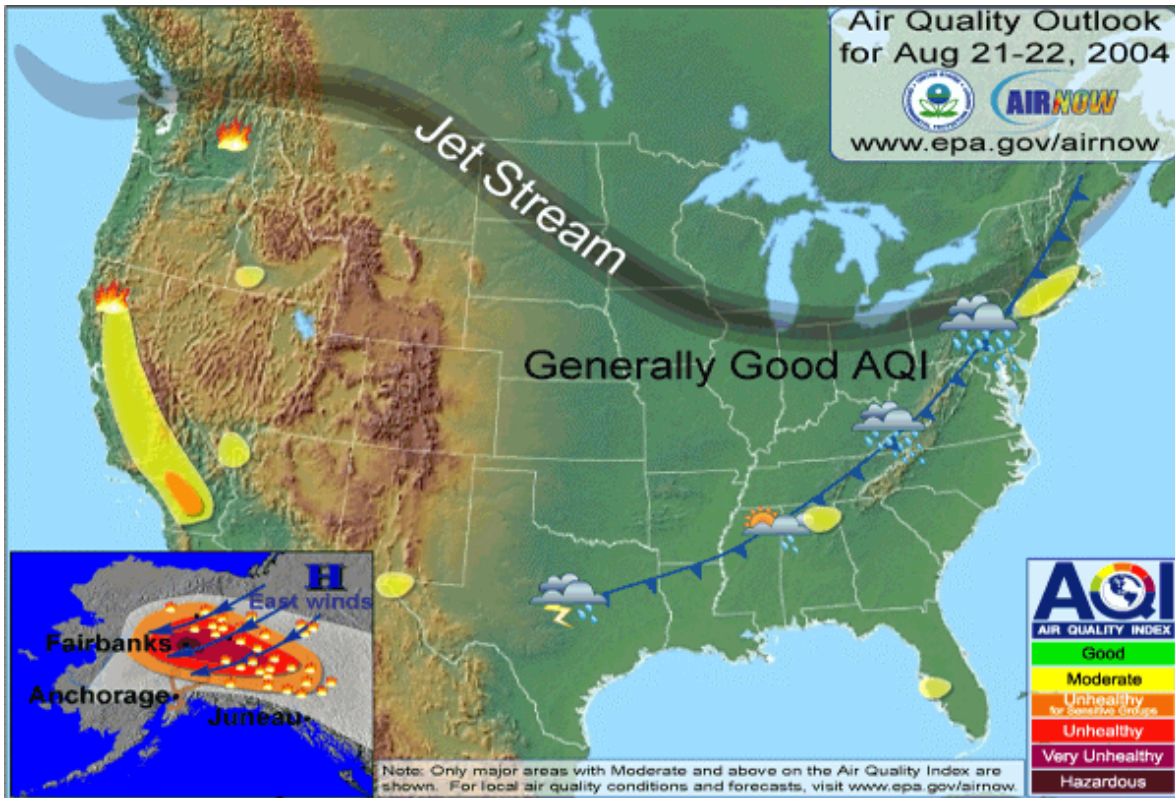 Air Quality Outlook
for Aug 21-22, 2004
AIRNOW
www.epa.gov/airnow
Jet Stream
Generally Good AQI
H
East winds
Fairbanks
Anchorage
Juneau
AQI
AIR QUALITY INDEX
Good
Moderate
Unhealthy
for Sensitive Groups
Unhealthy
Very Unhealthy
Hazardous
Note: Only major areas with Moderate and above on the Air Quality Index are
shown. For local air quality conditions and forecasts, visit www.epa.gov/airnow.